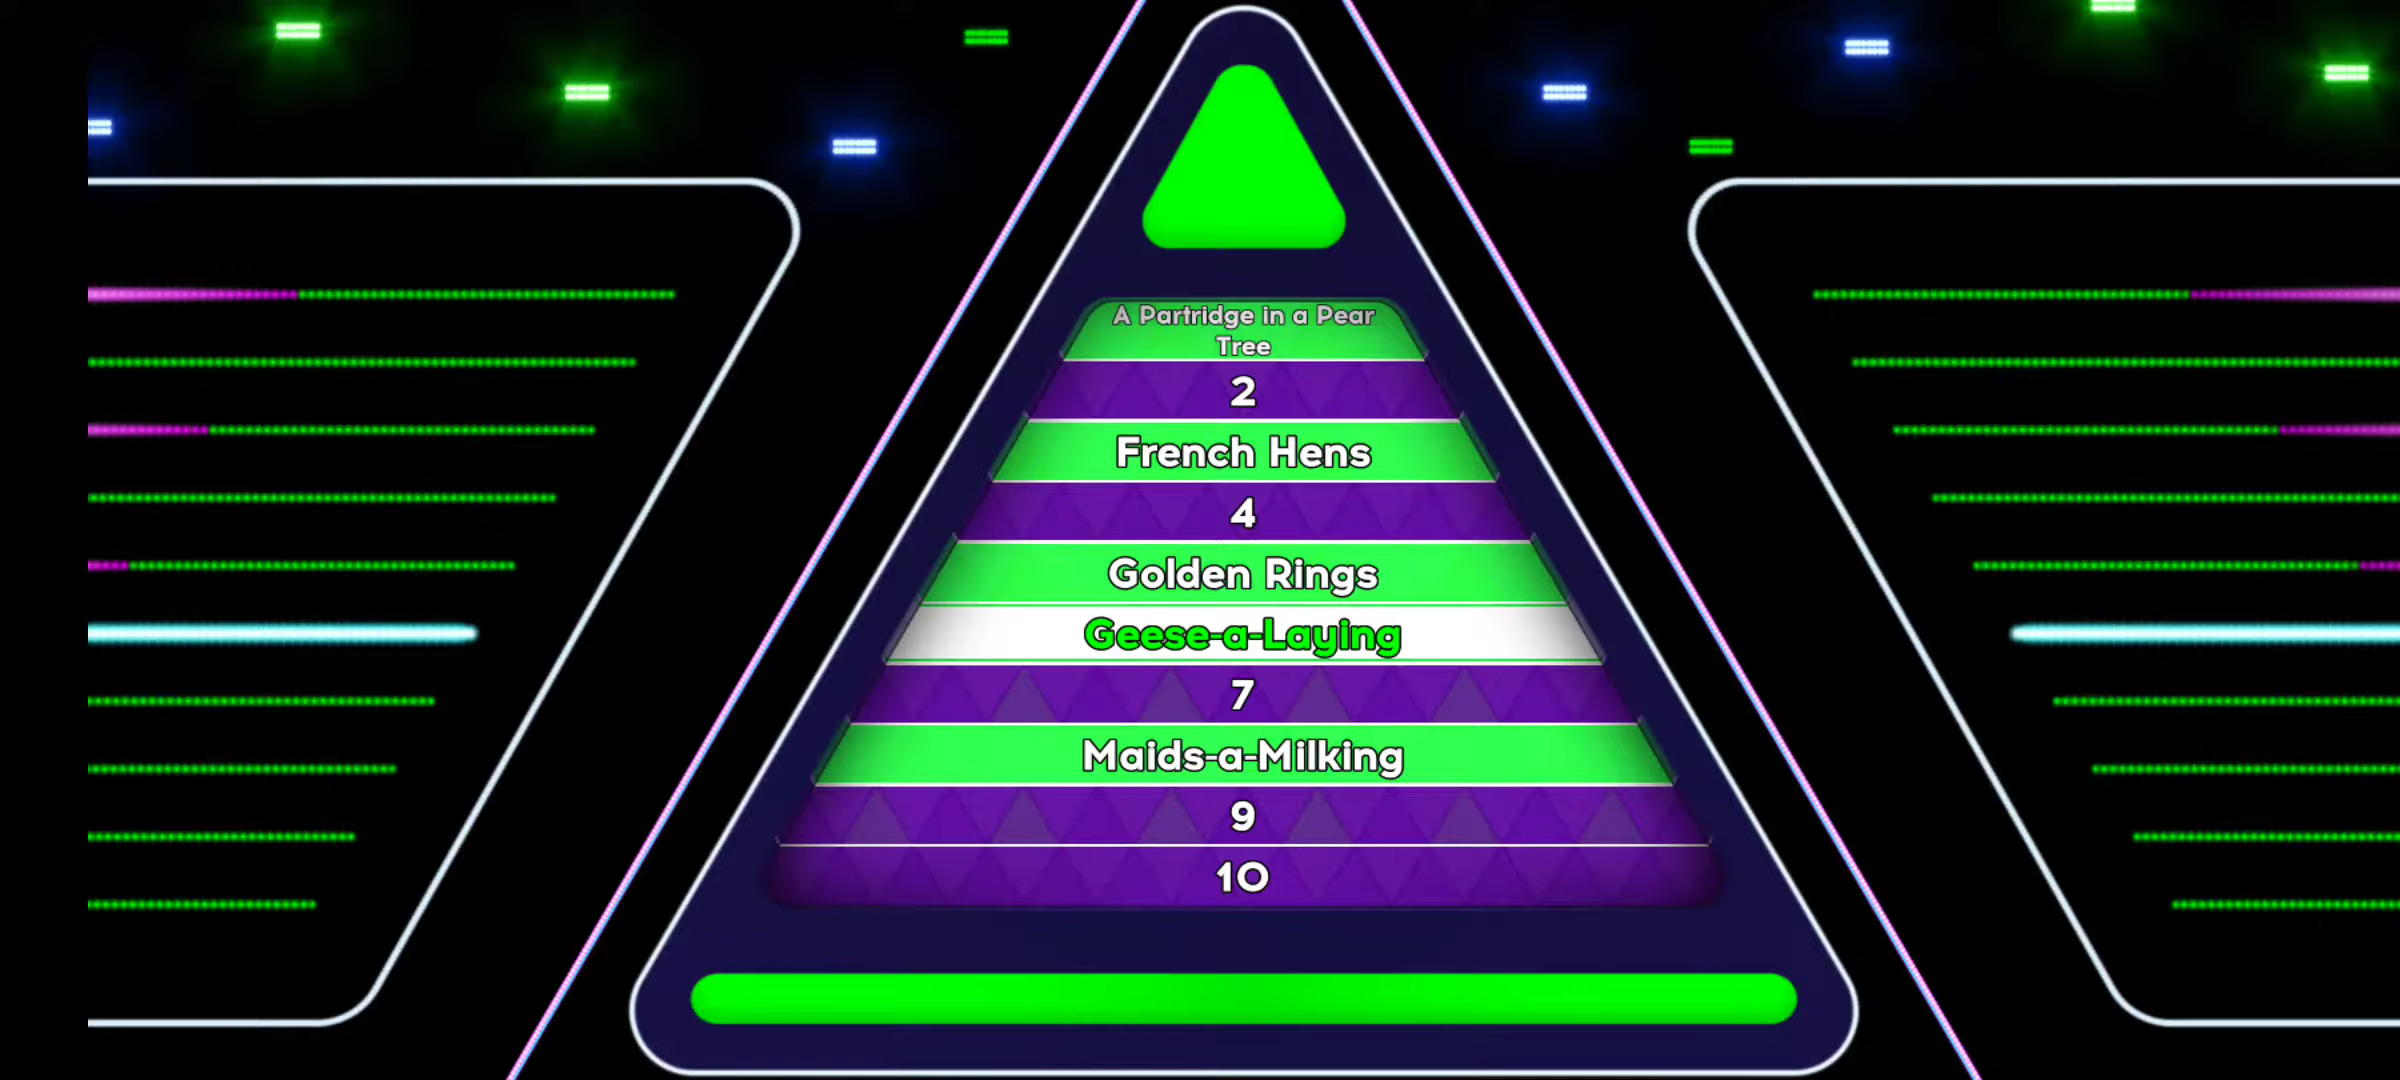 A Partridge in a Pear
Tree
2
French Hens
4
Golden Rings
Geese-a-Laying
7
Maids-a-Milking
9
10